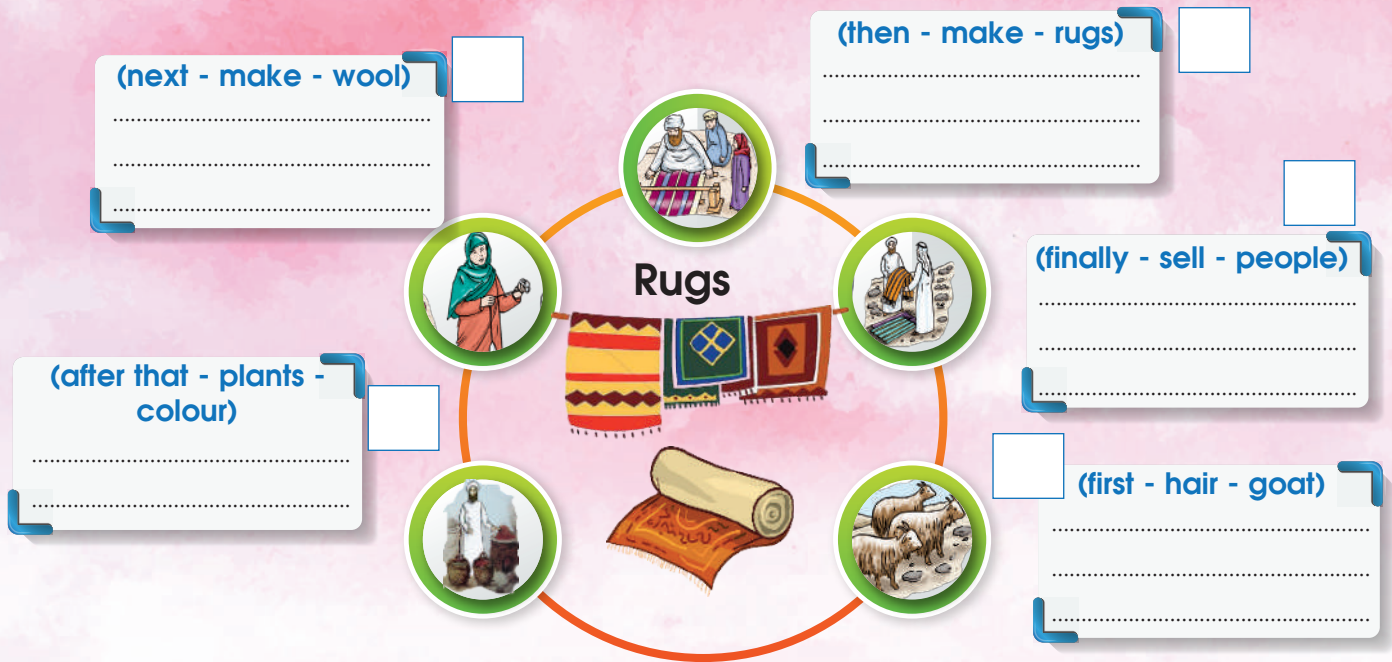 (next - make - wool)
(then - make - rugs)
Rugs
(finally - sell - people)
(after that - plants -
colour)
(first - hair - goat)